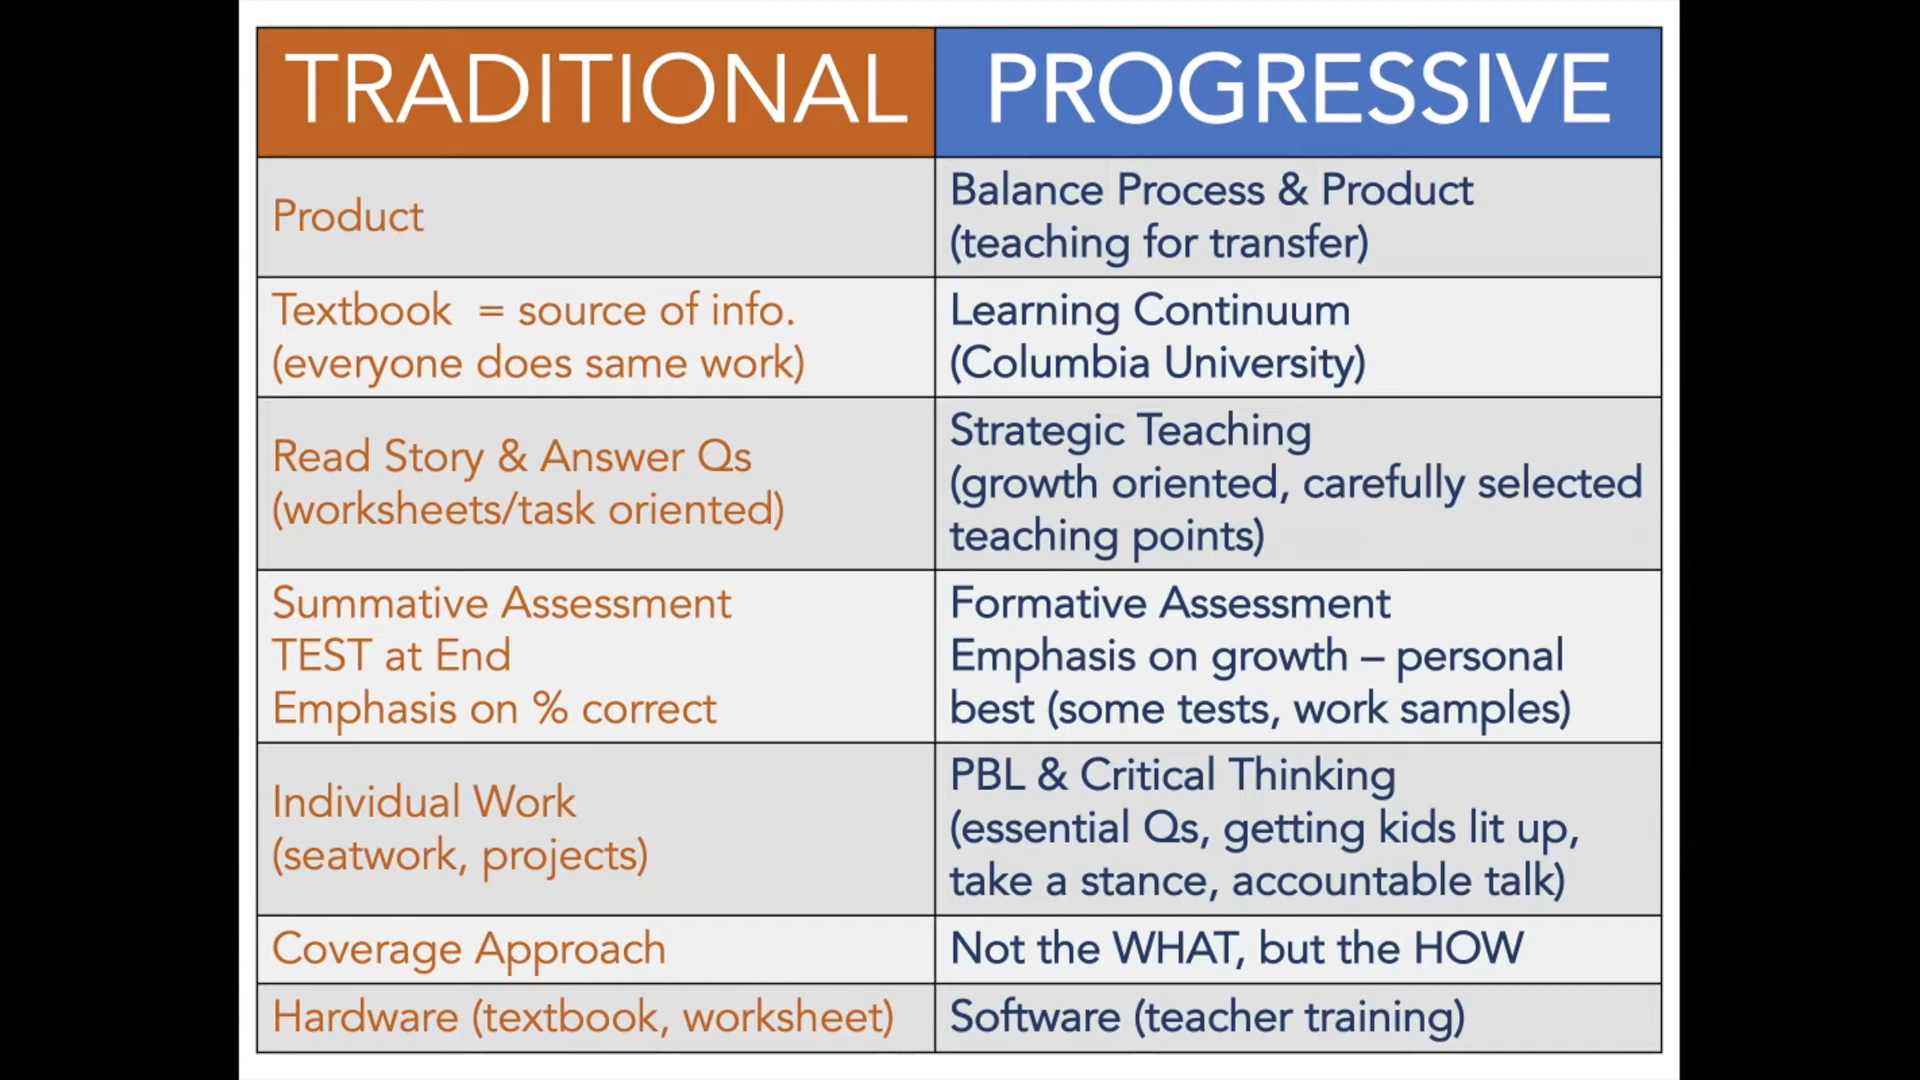 TRADITIONAL
PROGRESSIVE
Product
Balance Process & Product
(teaching for transfer)
Textbook = source of info.
(everyone does same work)
Learning Continuum
(Columbia University)
Read Story & Answer Qs
(worksheets/task oriented)
Strategic Teaching
(growth oriented, carefully selected
teaching points)
Summative Assessment
TEST at End
Emphasis on % correct
Formative Assessment
Emphasis on growth – personal
best (some tests, work samples)
Individual Work
(seatwork, projects)
PBL & Critical Thinking
(essential Qs, getting kids lit up,
take a stance, accountable talk)
Coverage Approach
Not the WHAT, but the HOW
Hardware (textbook, worksheet)
Software (teacher training)